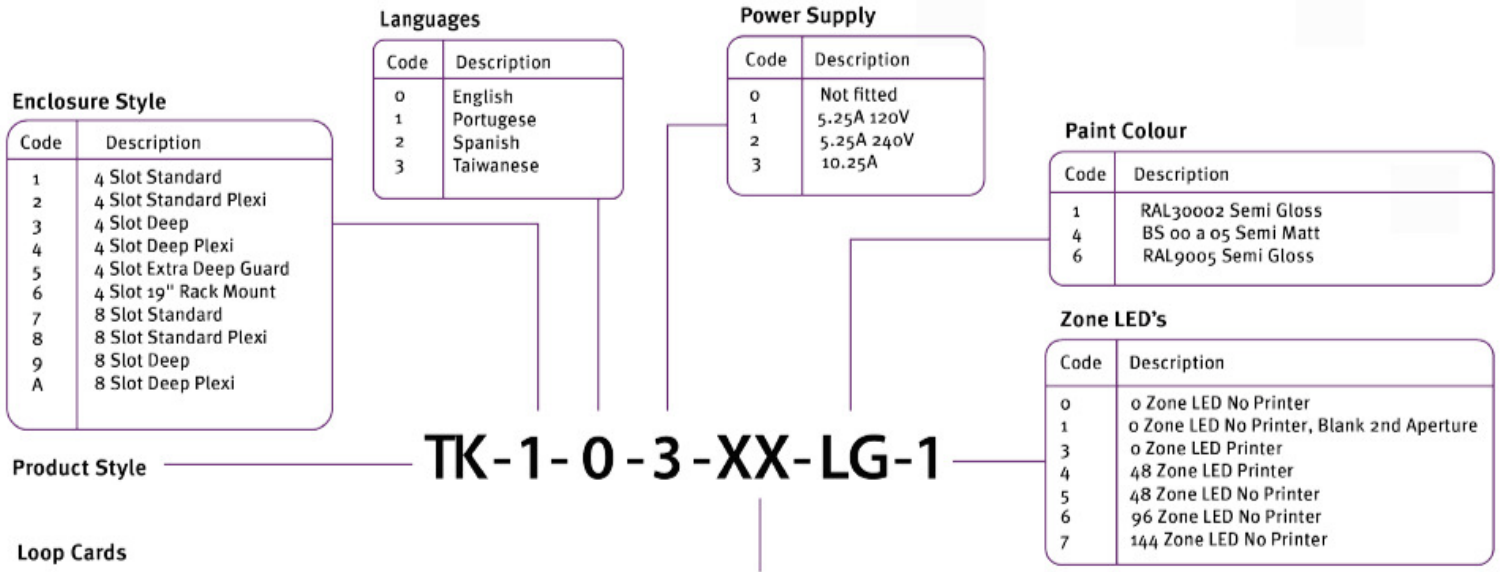 Languages
Code Description
0 English
1 Portugese
2 Spanish
3 Taiwanese
Power Supply
Code Description
0 Not fitted
1 5.25A 120V
2 5.25A 240V
3 10.25A
Enclosure Style
Code Description
1 4 Slot Standard
2 4 Slot Standard Plexi
3 4 Slot Deep
4 4 Slot Deep Plexi
5 4 Slot Extra Deep Guard
6 4 Slot 19" Rack Mount
7 8 Slot Standard
8 8 Slot Standard Plexi
9 8 Slot Deep
A 8 Slot Deep Plexi
Paint Colour
Code Description
1 RAL30002 Semi Gloss
4 BS 00 a 05 Semi Matt
6 RAL9005 Semi Gloss
Zone LED's
Code Description
0 0 Zone LED No Printer
1 0 Zone LED No Printer, Blank 2nd Aperture
3 0 Zone LED Printer
4 48 Zone LED Printer
5 48 Zone LED No Printer
6 96 Zone LED No Printer
7 144 Zone LED No Printer
Product Style
TK-1-0-3-XX-LG-1
Loop Cards